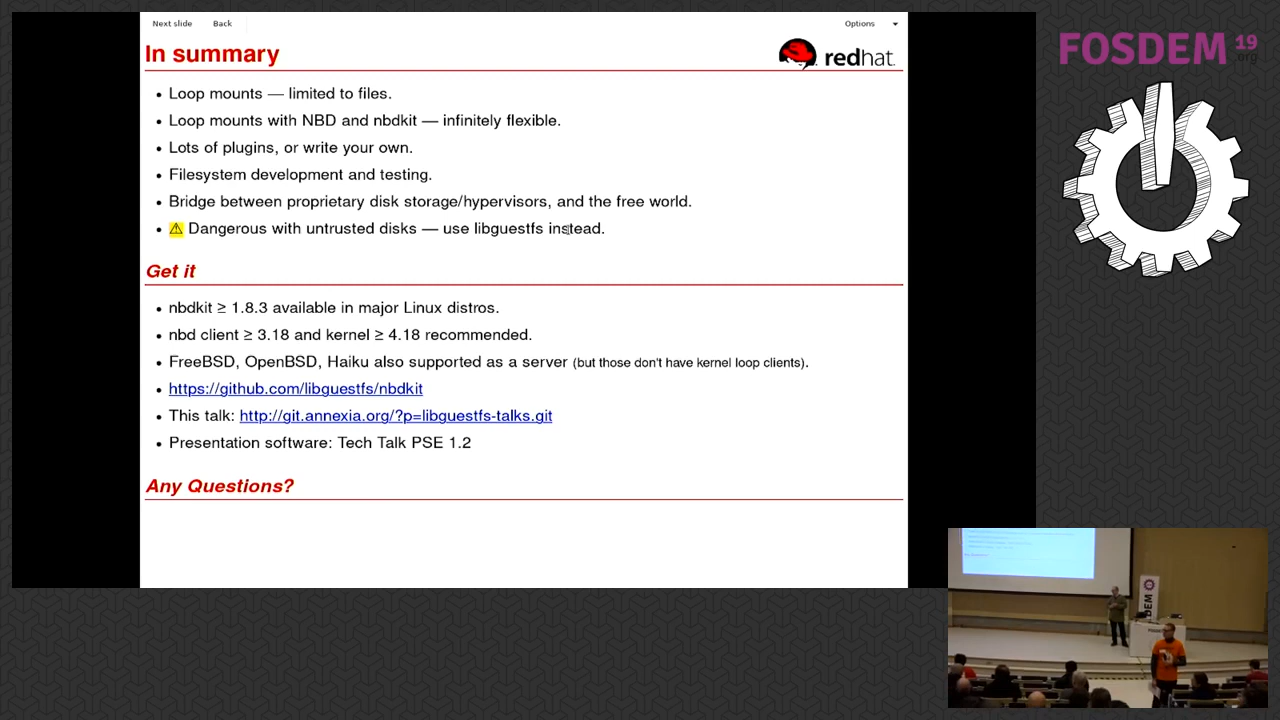 Next slide Back Options
In summary
redhat.
Loop mounts — limited to files.
Loop mounts with NBD and nbdkit — infinitely flexible.
Lots of plugins, or write your own.
Filesystem development and testing.
Bridge between proprietary disk storage/hypervisors, and the free world.
⚠ Dangerous with untrusted disks — use libguestfs instead.
Get it
nbdkit ≥ 1.8.3 available in major Linux distros.
nbd client ≥ 3.18 and kernel ≥ 4.18 recommended.
FreeBSD, OpenBSD, Haiku also supported as a server (but those don't have kernel loop clients).
https://github.com/libguestfs/nbdkit
This talk: http://git.annexia.org/?p=libguestfs-talks.git
Presentation software: Tech Talk PSE 1.2
Any Questions?
FOSDEM 19
.org